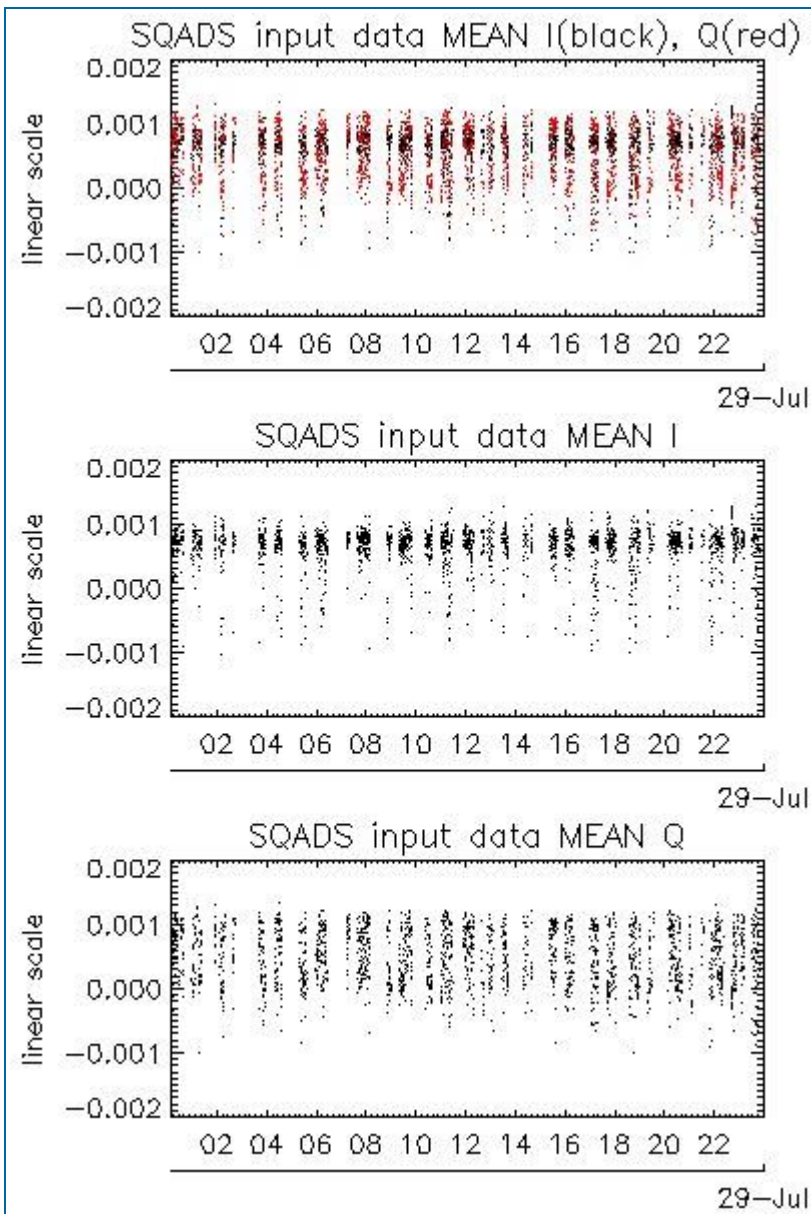 SQADS input data MEAN I(black), Q(red)
0.002
0.001
0.000
-0.001
-0.002
linear scale
02 04 06 08 10 12 14 16 18 20 22
29-Jul
SQADS input data MEAN I
0.002
0.001
0.000
-0.001
-0.002
linear scale
02 04 06 08 10 12 14 16 18 20 22
29-Jul
SQADS input data MEAN Q
0.002
0.001
0.000
-0.001
-0.002
linear scale
02 04 06 08 10 12 14 16 18 20 22
29-Jul